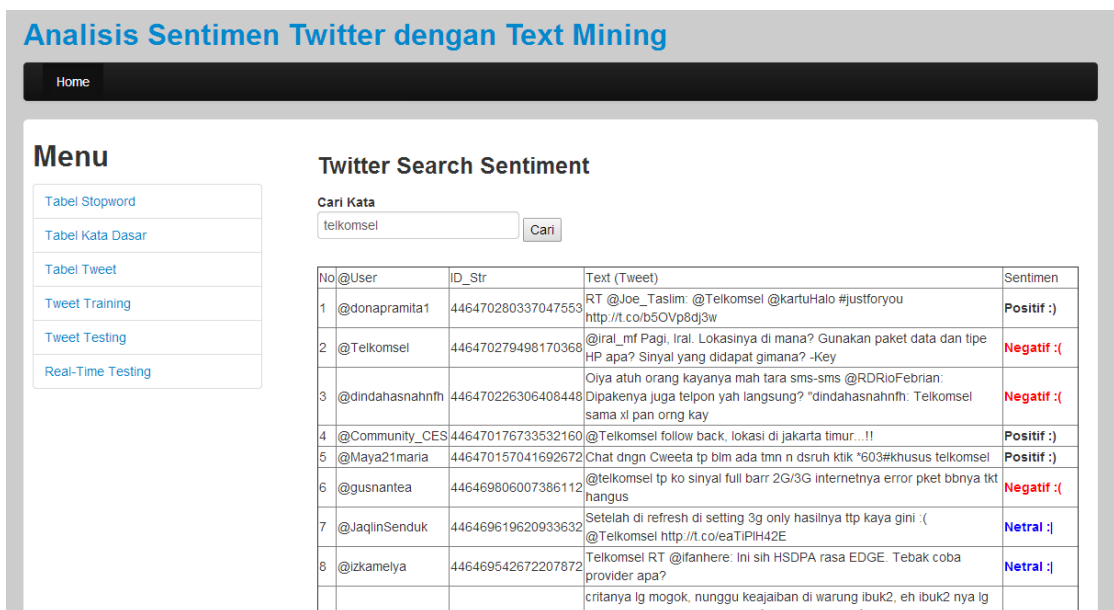 Analisis Sentimen Twitter dengan Text Mining
Home
Menu
Tabel Stopword
Tabel Kata Dasar
Tabel Tweet
Tweet Training
Tweet Testing
Real-Time Testing
Twitter Search Sentiment
Cari Kata
telkomsel
Cari
No @User ID_Str Text (Tweet) Sentimen
1 @donapramita1 446470280337047553 RT @Joe_Taslim: @Telkomsel @kartuHalo #justforyou
http://t.co/b5OVp8dj3w Positif :)
2 @Telkomsel 446470279498170368 @iral_mf Pagi, Iral. Lokasinya di mana? Gunakan paket data dan tipe
HP apa? Sinyal yang didapat gimana? -Key Negatif :(
3 @dindahasnahnfh 446470226306408448 Oiya atuh orang kayanya mah tara sms-sms @RDRioFebrian:
Dipakenya juga telpon yah langsung? "dindahasnahnfh: Telkomsel
sama xl pan orng kay Negatif :(
4 @Community_CES 446470176733532160 @Telkomsel follow back, lokasi di jakarta timur...!! Positif :)
5 @Maya21maria 446470157041692672 Chat dngn Cweeta tp blm ada tmn n dsruh ktik *603#khusus telkomsel Positif :)
6 @gusnantea 446469806007386112 @telkomsel tp ko sinyal full barr 2G/3G internetnya error pket bbnya tkt
hangus Negatif :(
7 @JaqlinSenduk 446469619620933632 Setelah di refresh di setting 3g only hasilnya ttp kaya gini :(
@Telkomsel http://t.co/eaTiPlH42E Netral :|
8 @izkamelya 446469542672207872 Telkomsel RT @ifanhere: Ini sih HSDPA rasa EDGE. Tebak coba
provider apa? Netral :|
critanya lg mogok, nunggu keajaiban di warung ibuk2, eh ibuk2 nya lg